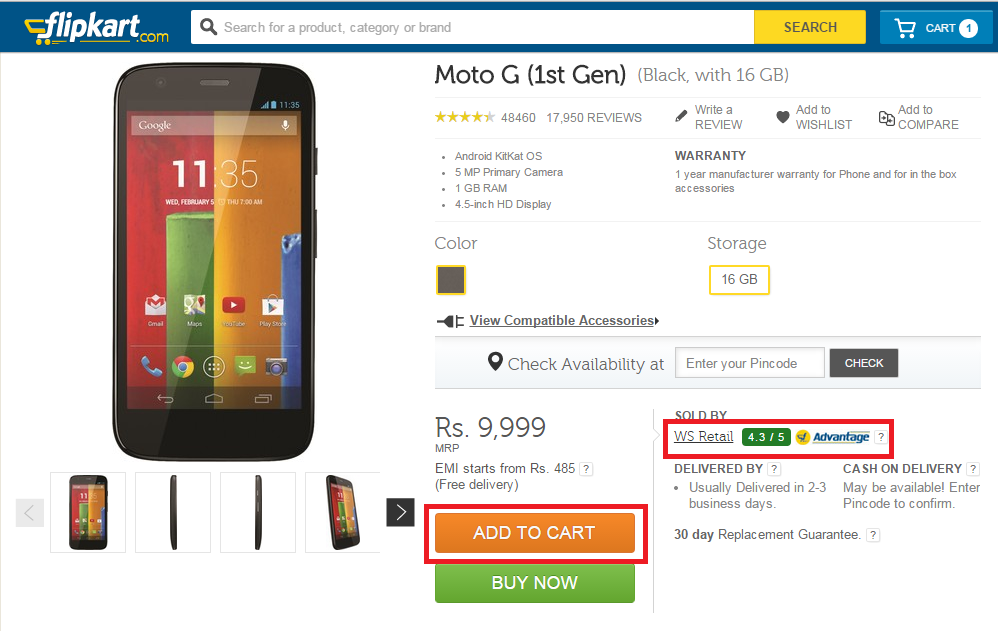 flipkart.com
Search for a product, category or brand
SEARCH
CART 1
Moto G (1st Gen) (Black, with 16 GB)
48460 17,950 REVIEWS
Write a
REVIEW
Add to
WISHLIST
Add to
COMPARE
Android KitKat OS
5 MP Primary Camera
1 GB RAM
4.5-inch HD Display
WARRANTY
1 year manufacturer warranty for Phone and for in the box
accessories
11:35
Google
11:35
WED, FEBRUARY 5 THU 7:00 AM
Gmail Maps YouTube Play Store
Color
Storage
16 GB
View Compatible Accessories
Check Availability at
Enter your Pincode
CHECK
Rs. 9,999
MRP
EMI starts from Rs. 485 ?
(Free delivery)
ADD TO CART
BUY NOW
SOLD BY
WS Retail 4.3 / 5 Advantage ?
DELIVERED BY ?
Usually Delivered in 2-3
business days.
CASH ON DELIVERY ?
May be available! Enter
Pincode to confirm.
30 day Replacement Guarantee. ?